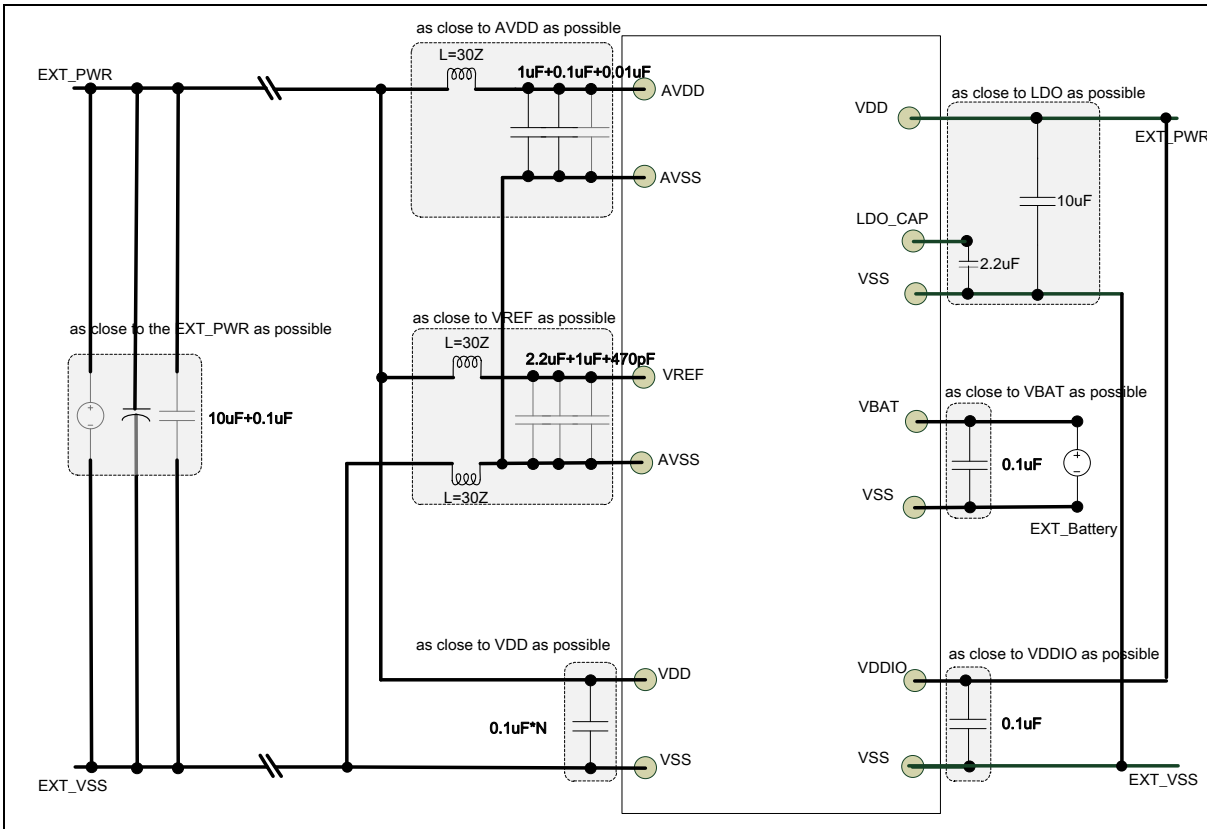 as close to AVDD as possible
L=30Z
EXT_PWR
1uF+0.1uF+0.01uF
AVDD
AVSS
as close to the EXT_PWR as possible
10uF+0.1uF
as close to VREF as possible
L=30Z
2.2uF+1uF+470pF
VREF
AVSS
L=30Z
as close to VDD as possible
VDD
0.1uF*N
VSS
EXT_VSS
as close to LDO as possible
VDD
EXT_PWR
10uF
LDO_CAP
2.2uF
VSS
as close to VBAT as possible
VBAT
0.1uF
VSS
EXT_Battery
as close to VDDIO as possible
VDDIO
0.1uF
VSS
EXT_VSS